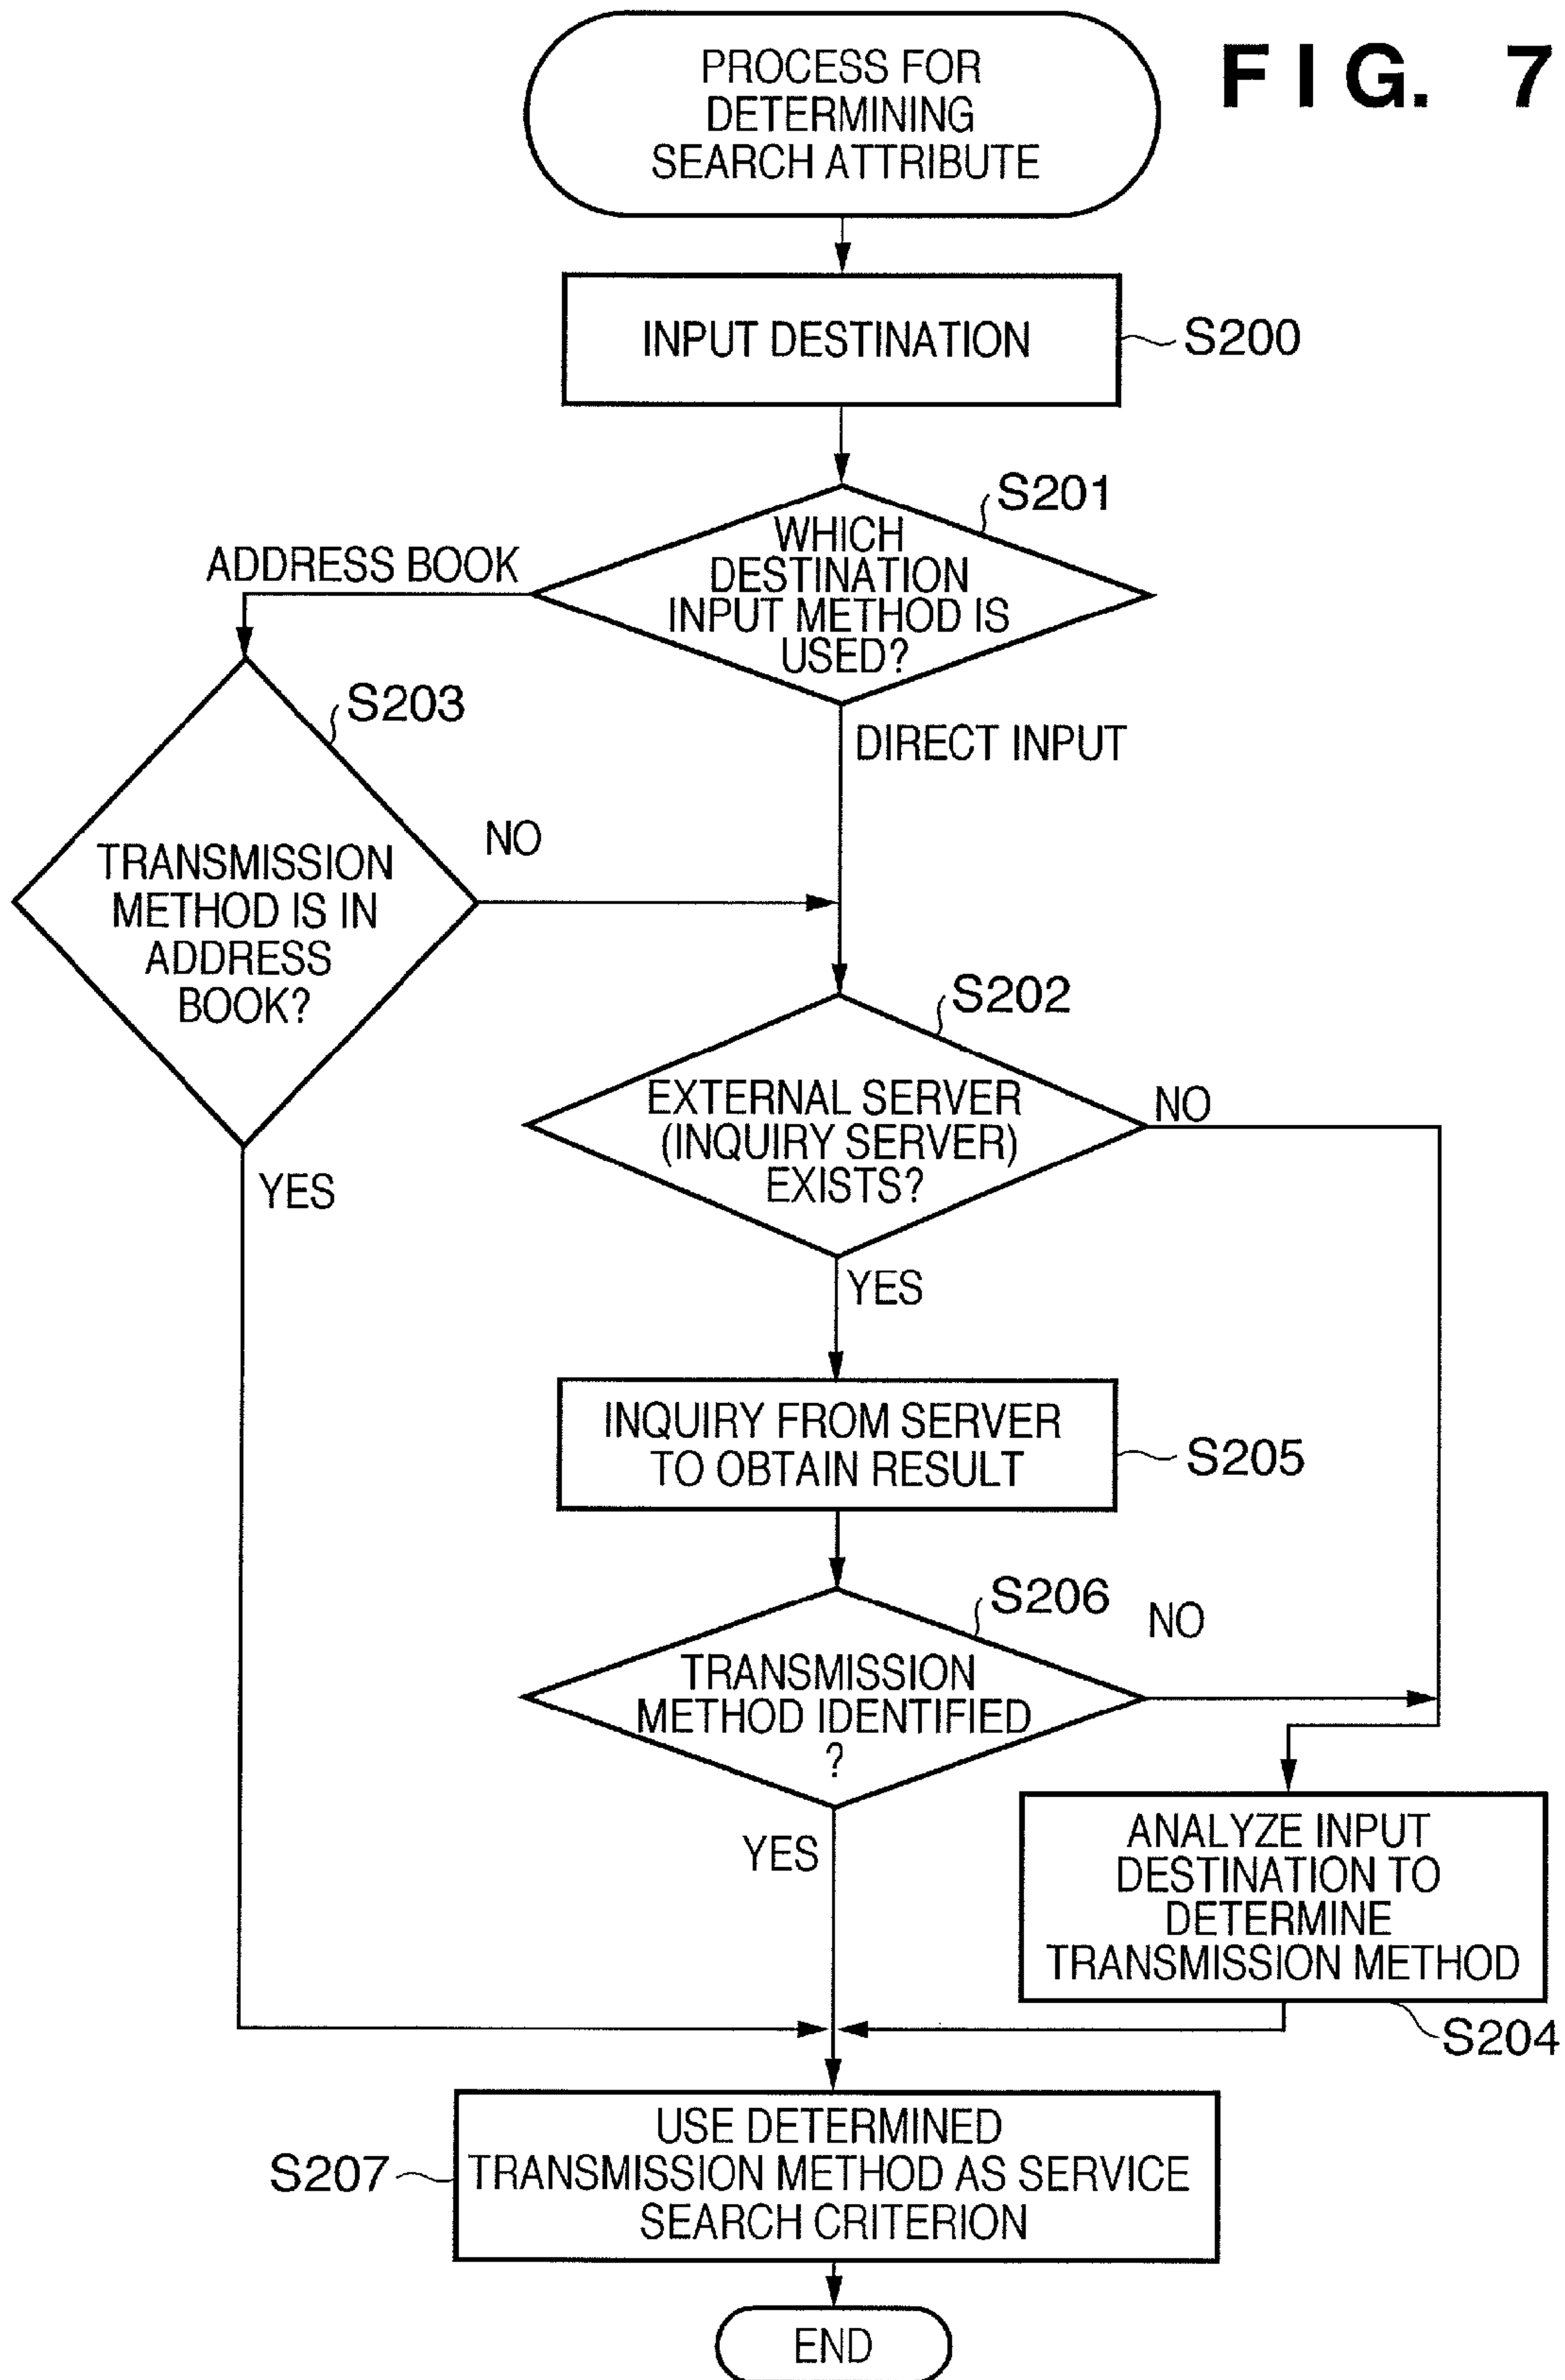 FIG. 7
PROCESS FOR
DETERMINING
SEARCH ATTRIBUTE
INPUT DESTINATION
S200
S201
WHICH
DESTINATION
INPUT METHOD IS
USED?
ADDRESS BOOK
DIRECT INPUT
S203
TRANSMISSION
METHOD IS IN
ADDRESS
BOOK?
NO
YES
S202
EXTERNAL SERVER
(INQUIRY SERVER)
EXISTS?
NO
YES
INQUIRY FROM SERVER
TO OBTAIN RESULT
S205
S206
TRANSMISSION
METHOD IDENTIFIED
?
NO
YES
ANALYZE INPUT
DESTINATION TO
DETERMINE
TRANSMISSION METHOD
S204
S207
USE DETERMINED
TRANSMISSION METHOD AS SERVICE
SEARCH CRITERION
END